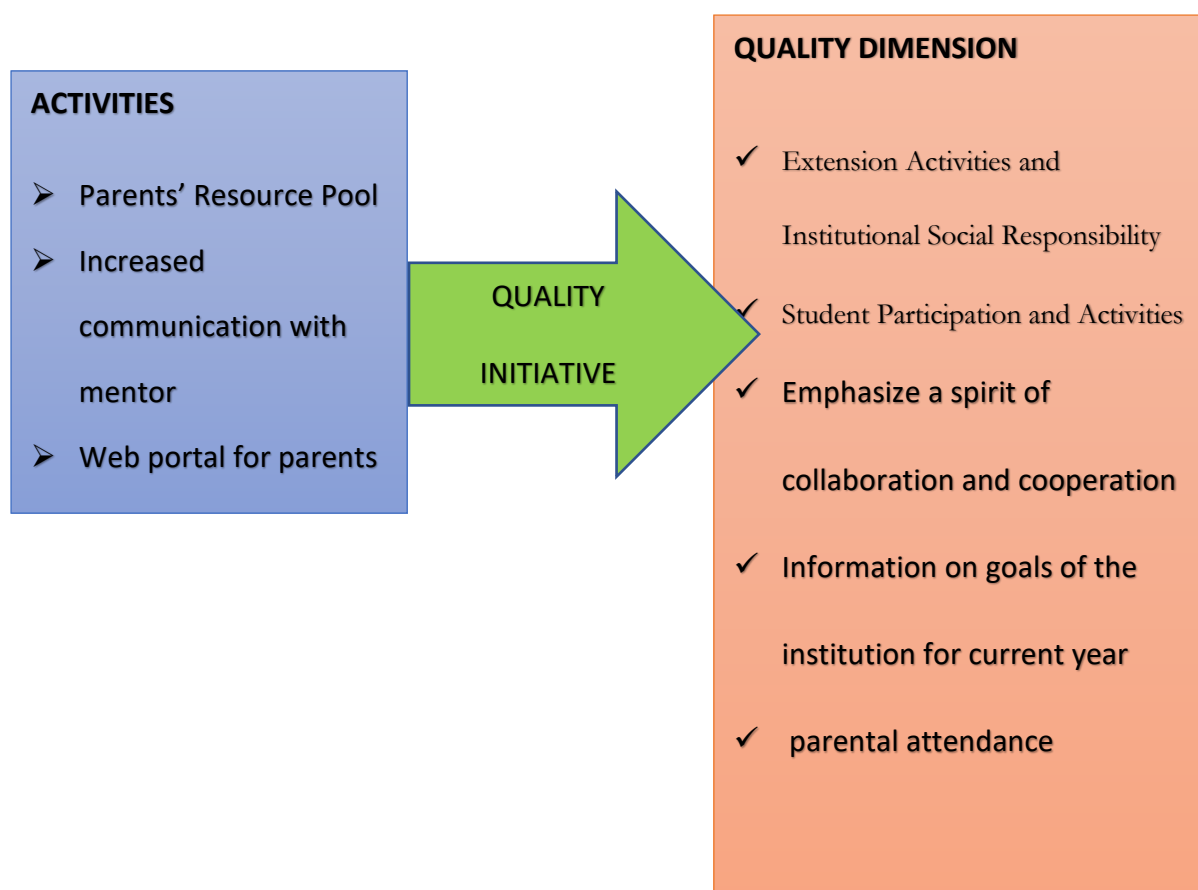 ACTIVITIES
➢ Parents’ Resource Pool
➢ Increased
communication with
mentor
➢ Web portal for parents
QUALITY
INITIATIVE
QUALITY DIMENSION
✓ Extension Activities and
Institutional Social Responsibility
✓ Student Participation and Activities
✓ Emphasize a spirit of
collaboration and cooperation
✓ Information on goals of the
institution for current year
✓ parental attendance